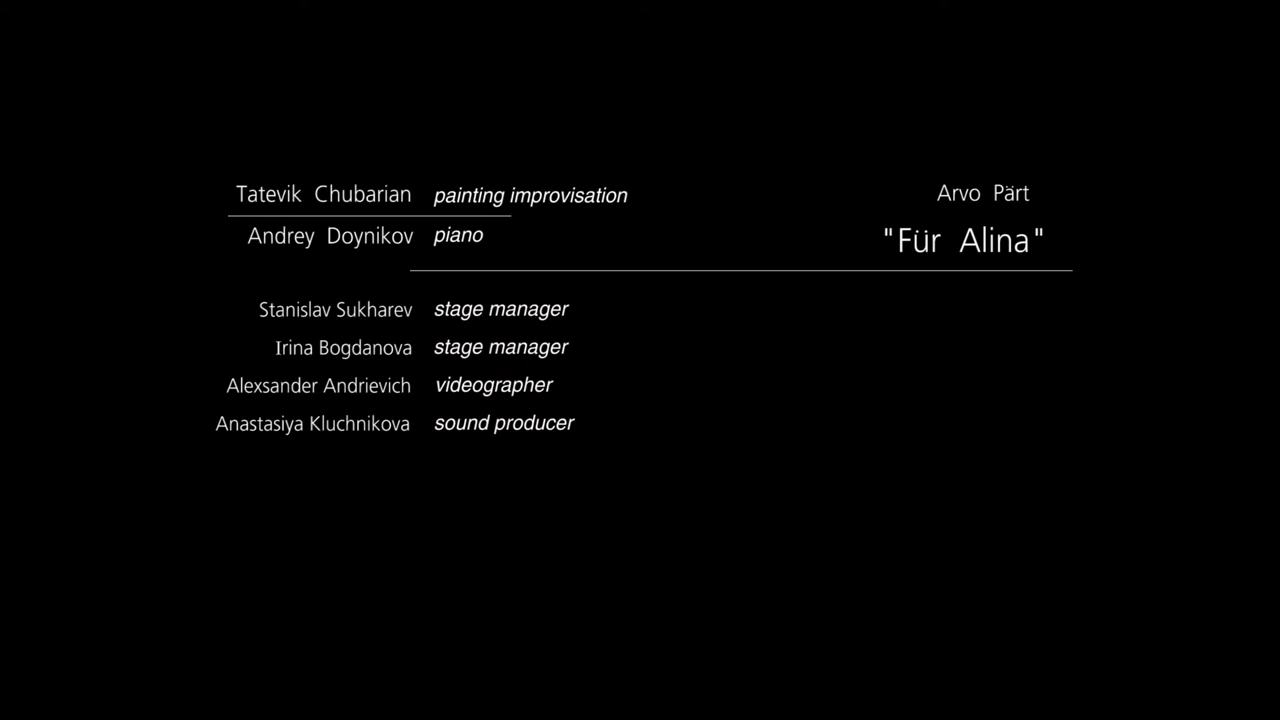 Tatevik Chubarian painting improvisation
Andrey Doynikov piano
Arvo Pärt
"Für Alina"
Stanislav Sukharev stage manager
Irina Bogdanova stage manager
Alexsander Andrievich videographer
Anastasiya Kluchnikova sound producer